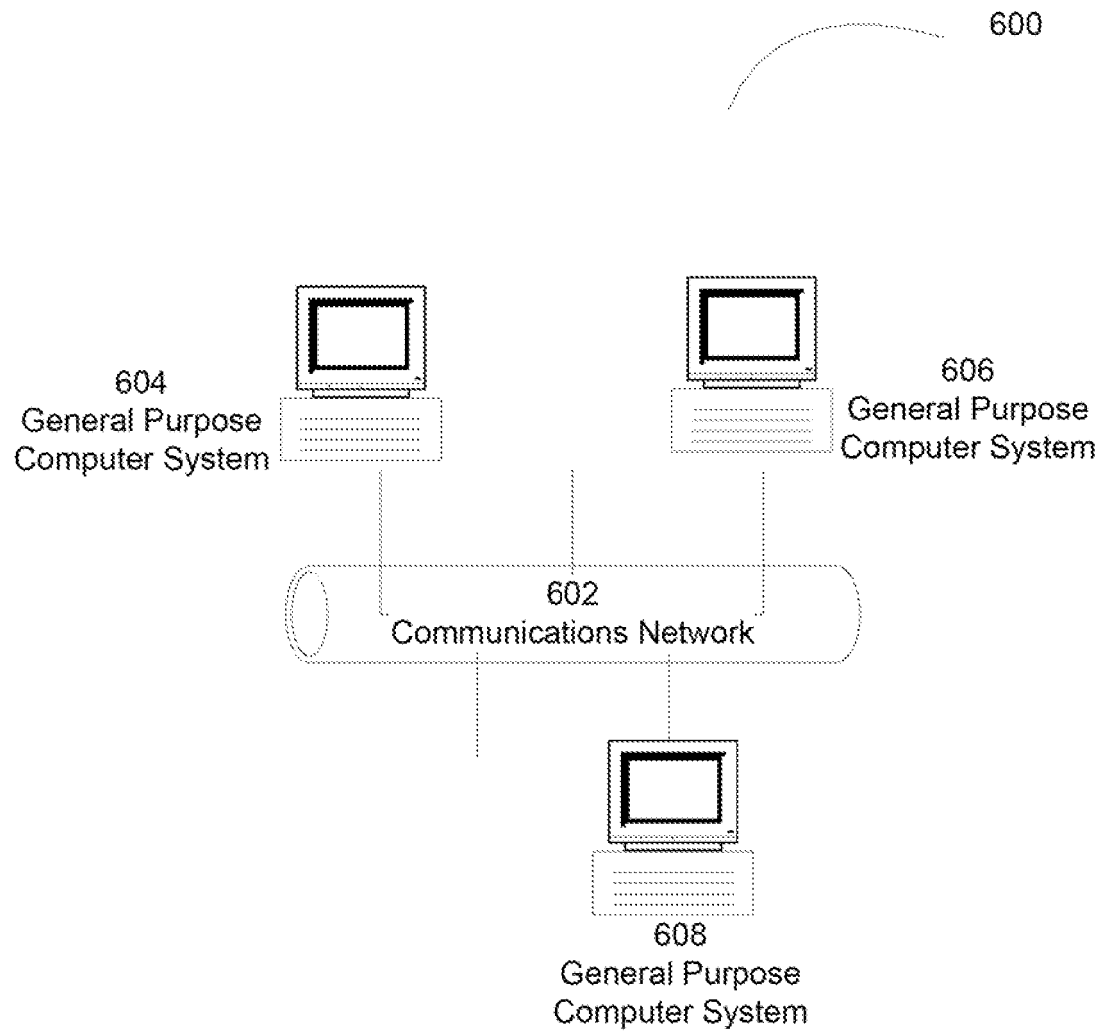 600
604
General Purpose
Computer System
606
General Purpose
Computer System
602
Communications Network
608
General Purpose
Computer System